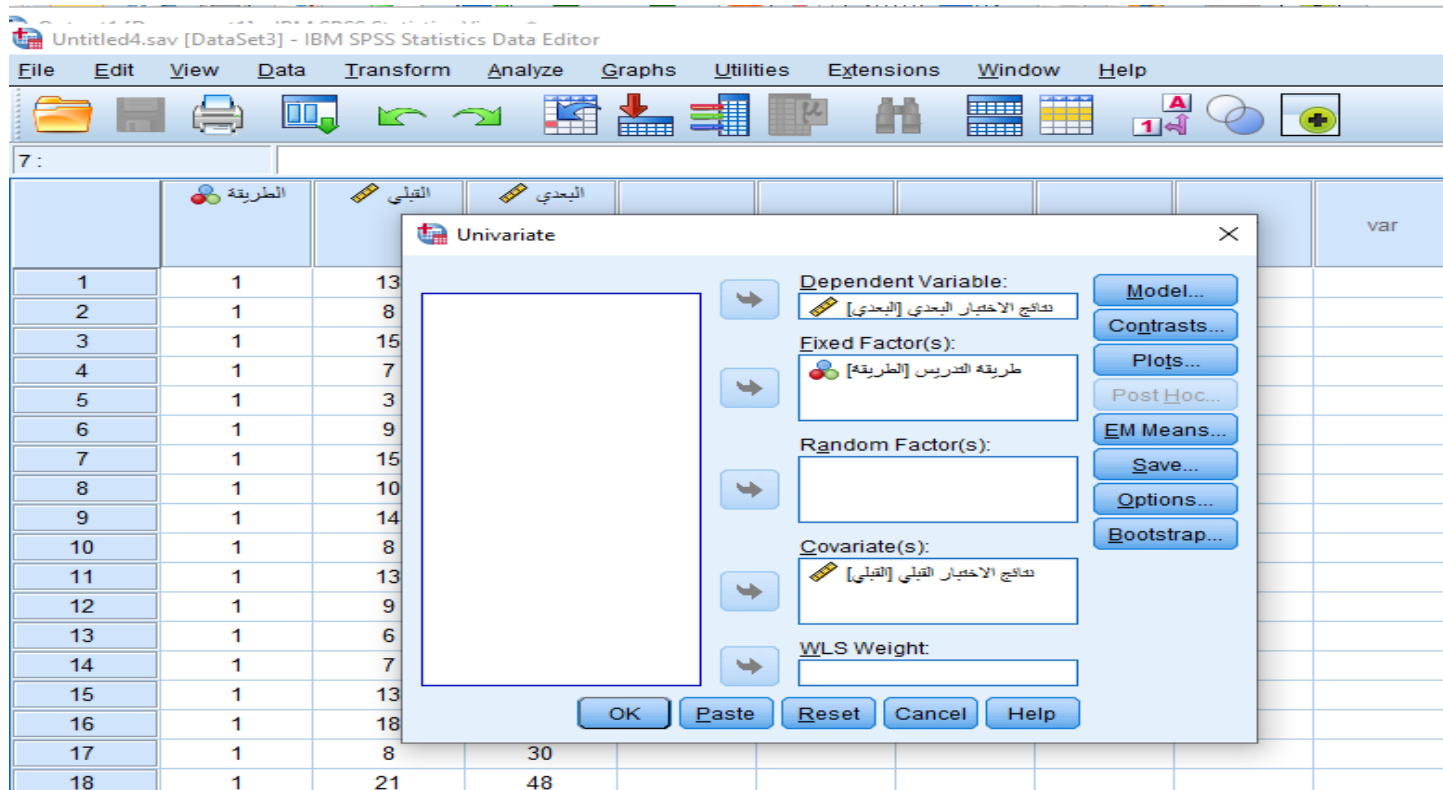 Untitled4.sav [DataSet3] - IBM SPSS Statistics Data Editor
File Edit View Data Transform Analyze Graphs Utilities Extensions Window Help
7 :
الطريقة القبلي البعدي var
1 1 13
2 1 8
3 1 15
4 1 7
5 1 3
6 1 9
7 1 15
8 1 10
9 1 14
10 1 8
11 1 13
12 1 9
13 1 6
14 1 7
15 1 13
16 1 18
17 1 8 30
18 1 21 48
Univariate
Dependent Variable:
نتائج الاختبار البعدي [البعدي]
Fixed Factor(s):
طريقة التدريس [الطريقة]
Random Factor(s):
Covariate(s):
نتائج الاختبار القبلي [القبلي]
WLS Weight:
Model...
Contrasts...
Plots...
Post Hoc...
EM Means...
Save...
Options...
Bootstrap...
OK Paste Reset Cancel Help